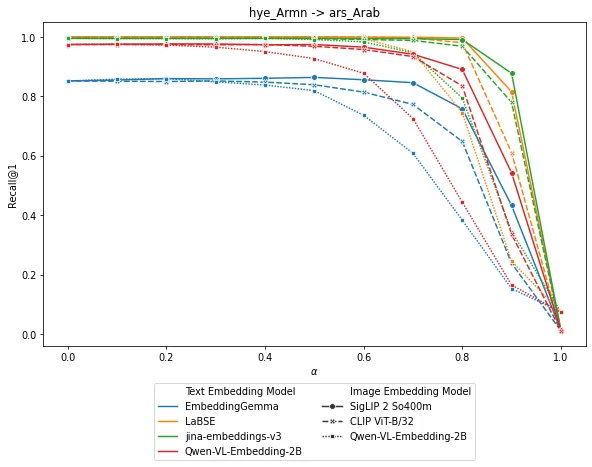 hye_Armn -> ars_Arab
1.0
0.8
0.6
0.4
0.2
0.0
Recall@1
0.0 0.2 0.4 0.6 0.8 1.0
α
Text Embedding Model
EmbeddingGemma
LaBSE
jina-embeddings-v3
Qwen-VL-Embedding-2B
Image Embedding Model
SigLIP 2 So400m
CLIP ViT-B/32
Qwen-VL-Embedding-2B